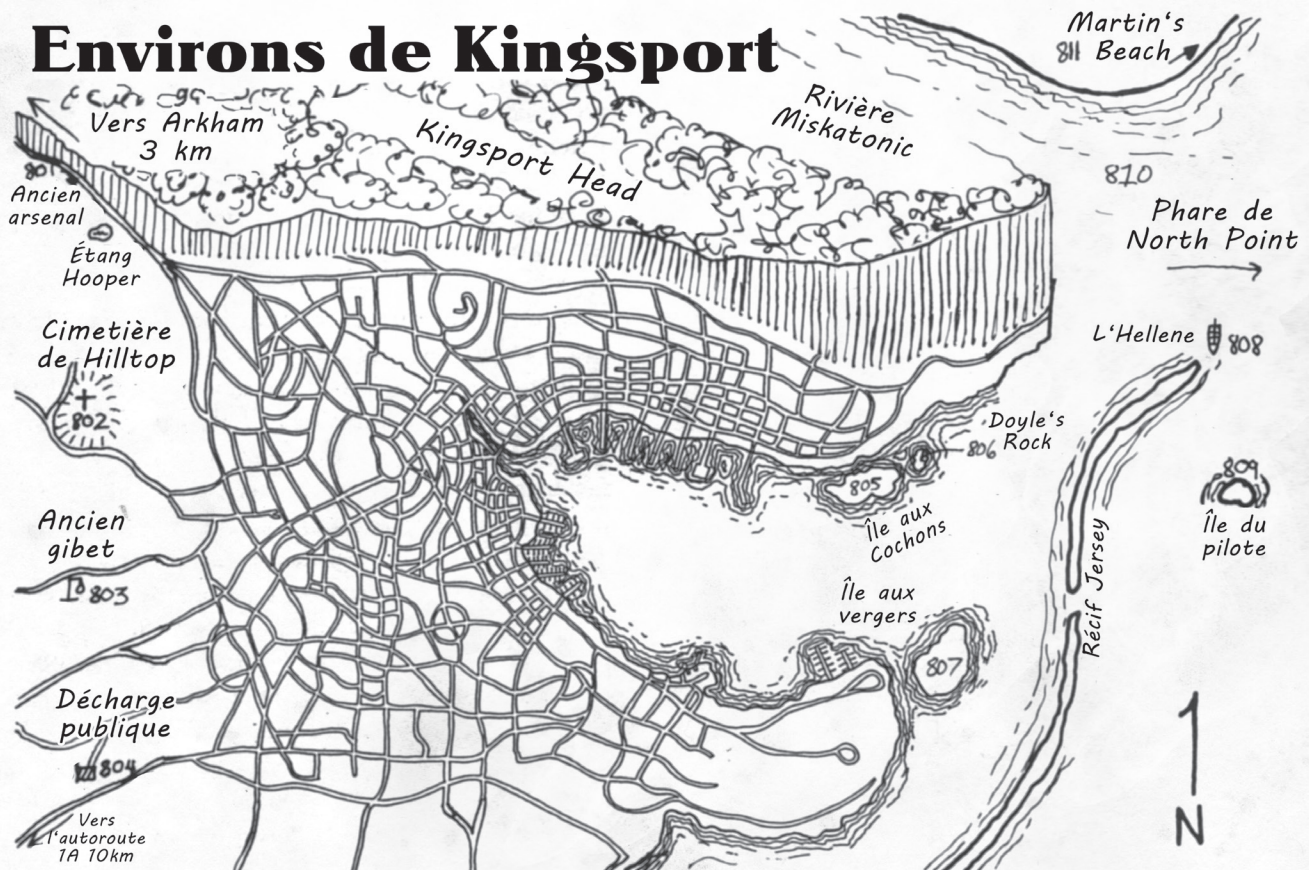 Environs de Kingsport
Martin's
811 Beach
Vers Arkham
3 km
Kingsport Head
Rivière
Miskatonic
810
801
Ancien
arsenal
Étang
Hooper
Phare de
North Point
Cimetière
de Hilltop
802
L'Hellene
808
Doyle's
Rock
806
805
Île aux
Cochons
809
Île du
pilote
Ancien
gibet
803
Île aux
vergers
807
Récif Jersey
Décharge
publique
804
Vers
l'autoroute
1A 10km
N